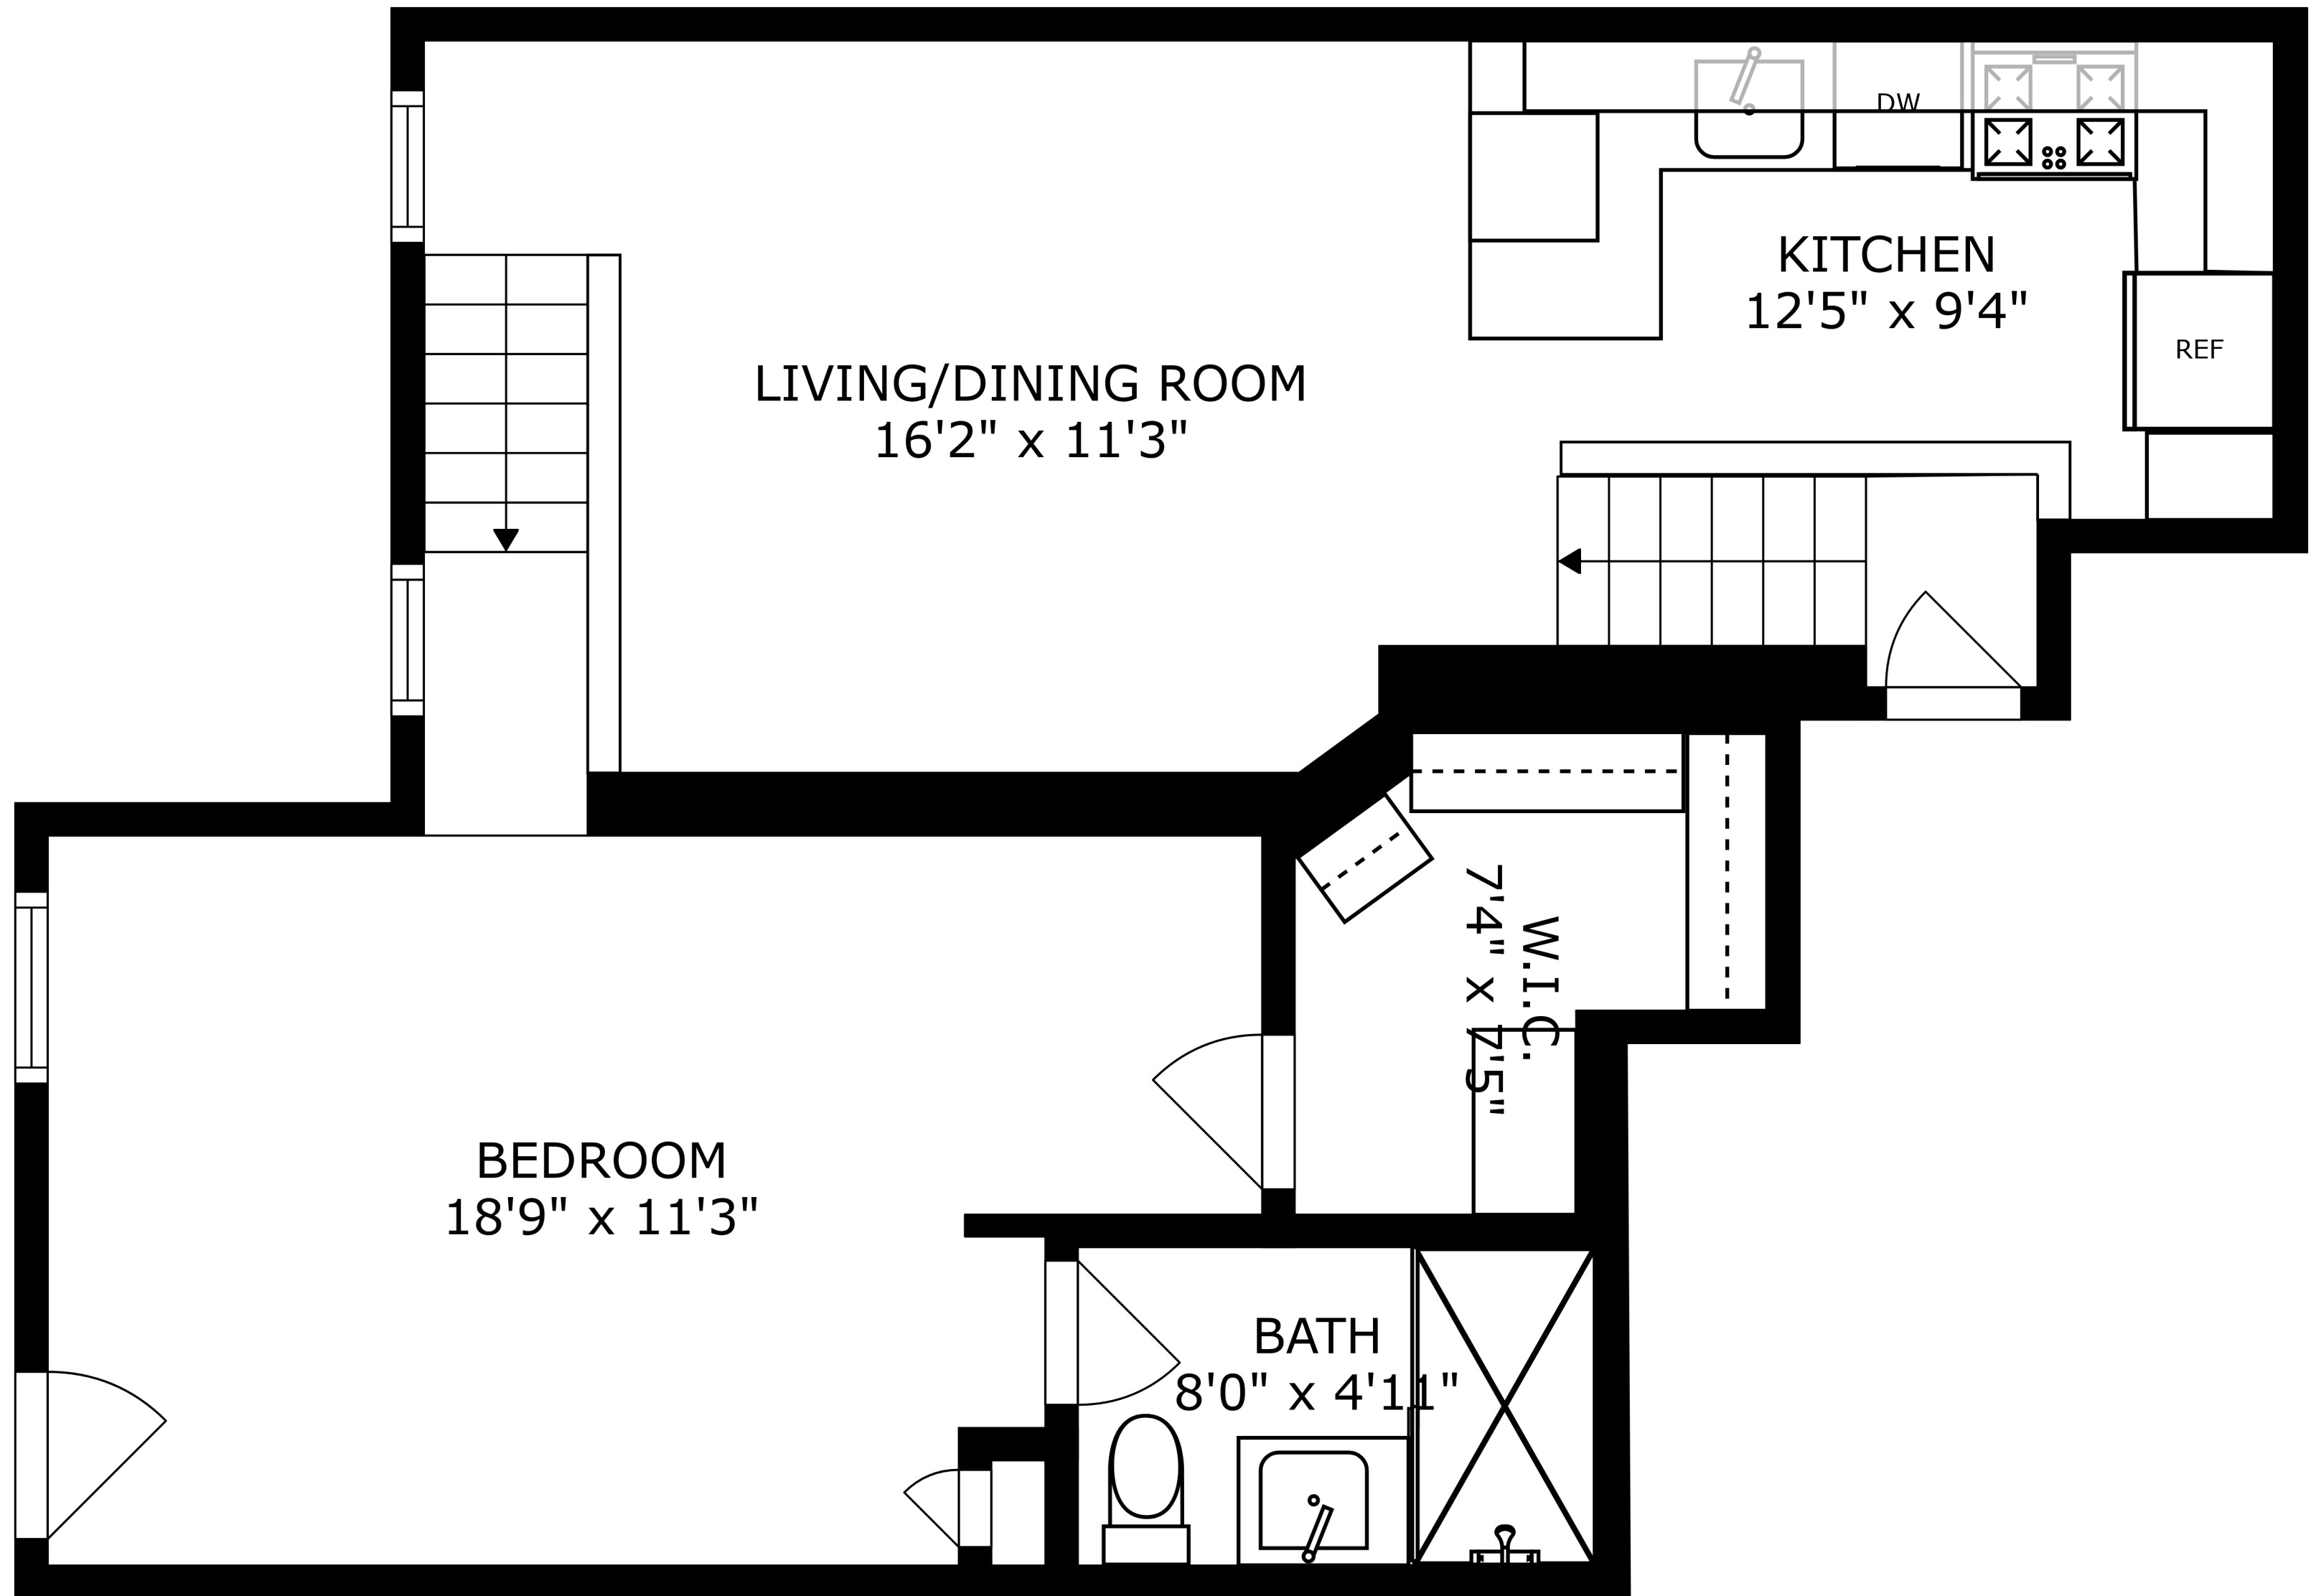 DW
KITCHEN
12'5" x 9'4"
REF
LIVING/DINING ROOM
16'2" x 11'3"
W.I.C.
7'4" x 7'5"
BEDROOM
18'9" x 11'3"
BATH
8'0" x 4'11"